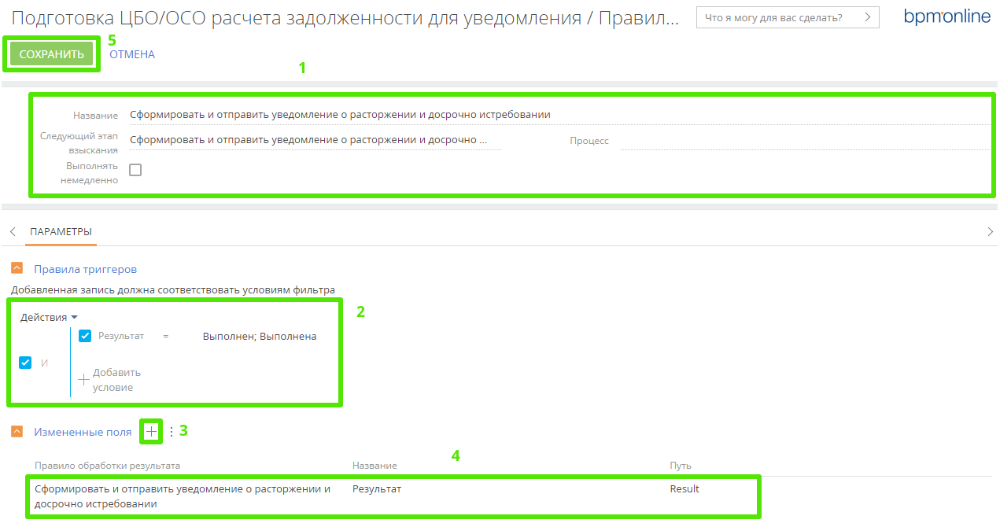 Подготовка ЦБО/ОСО расчета задолженности для уведомления / Правил...
Что я могу для вас сделать?
bpmonline
СОХРАНИТЬ
5
ОТМЕНА
1
Название
Сформировать и отправить уведомление о расторжении и досрочно истребовании
Следующий этап
взыскания
Сформировать и отправить уведомление о расторжении и досрочно ...
Процесс
Выполнять
немедленно
ПАРАМЕТРЫ
Правила триггеров
Добавленная запись должна соответствовать условиям фильтра
2
Действия
Результат = Выполнен; Выполнена
И
Добавить
условие
Измененные поля
3
4
Правило обработки результата Название Путь
Сформировать и отправить уведомление о расторжении и
досрочно истребовании
Результат
Result